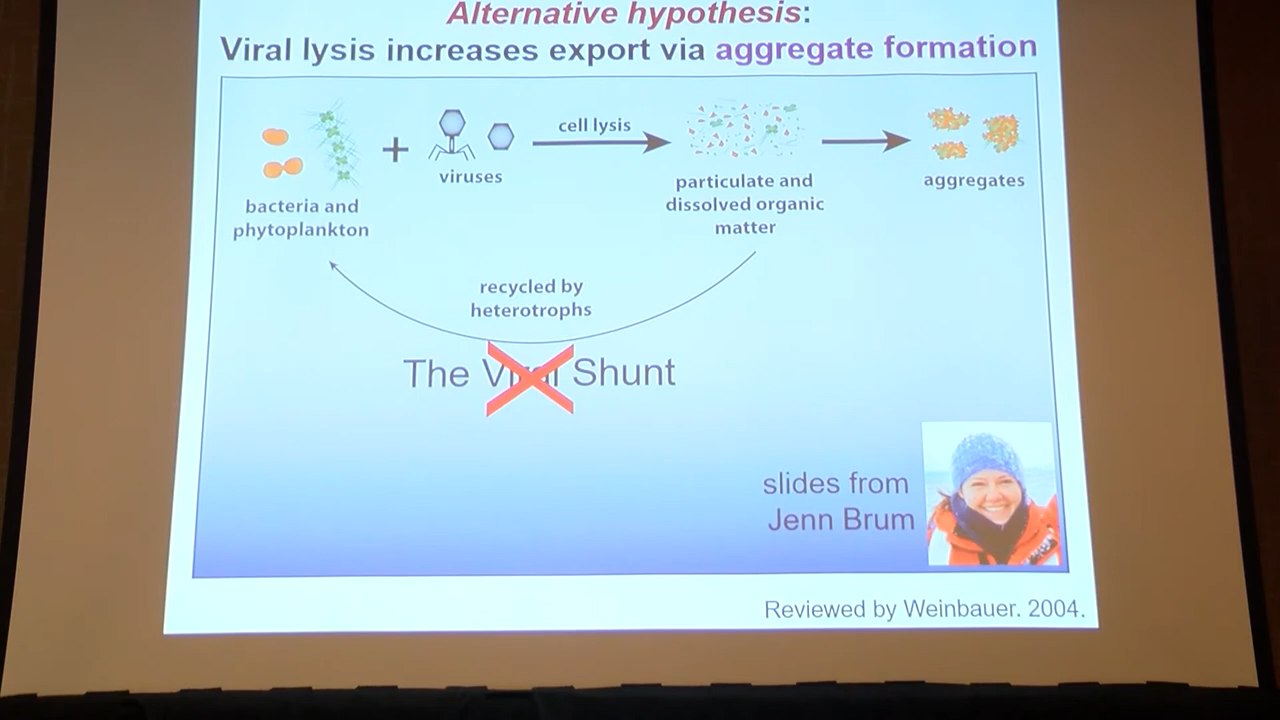 Alternative hypothesis:
Viral lysis increases export via aggregate formation
cell lysis
viruses
bacteria and
phytoplankton
particulate and
dissolved organic
matter
aggregates
recycled by
heterotrophs
The Viral Shunt
slides from
Jenn Brum
Reviewed by Weinbauer. 2004.